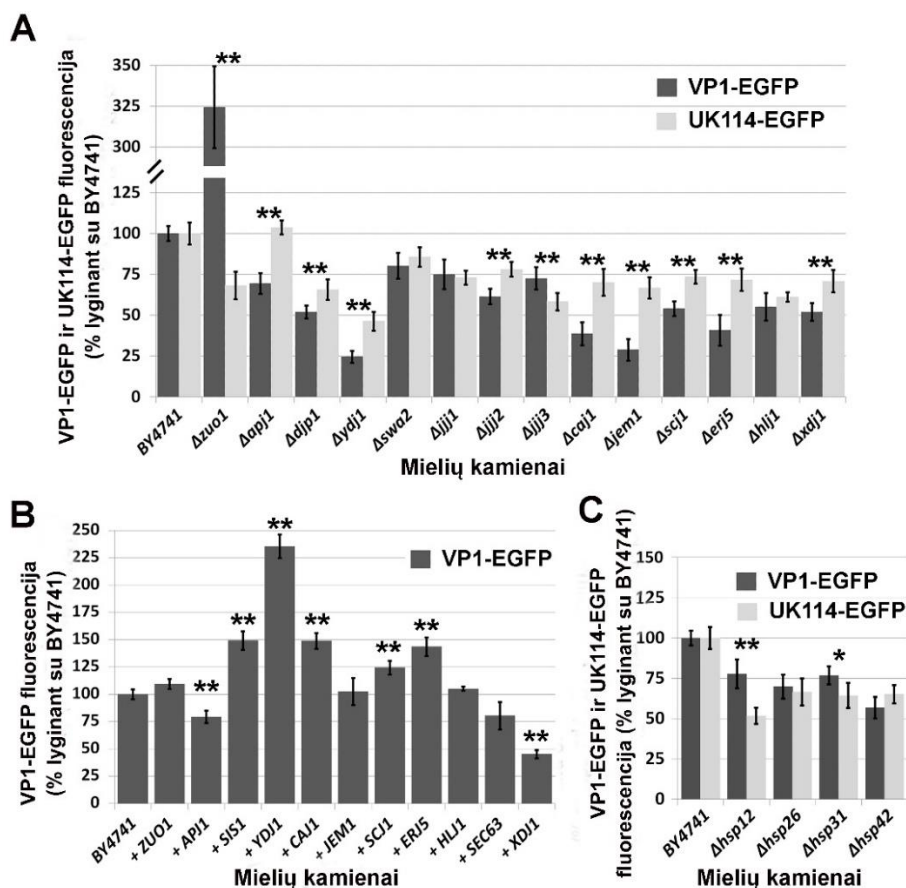 A
VP1-EGFP ir UK114-EGFP fluorescencija
(% lyginant su BY4741)
350
325
300
125
100
75
50
25
0
**
**
**
**
**
**
**
**
**
**
**
VP1-EGFP
UK114-EGFP
BY4741
Δzuo1
Δapj1
Δdjp1
Δydj1
Δswa2
Δjjj1
Δjjj2
Δjjj3
Δcaj1
Δjem1
Δscj1
Δerj5
Δhlj1
Δxdj1
Mielių kamienai
B
VP1-EGFP fluorescencija
(% lyginant su BY4741)
250
225
200
175
150
125
100
75
50
25
0
**
**
**
**
**
**
**
VP1-EGFP
BY4741
+ ZUO1
+ APJ1
+ SIS1
+ YDJ1
+ CAJ1
+ JEM1
+ SCJ1
+ ERJ5
+ HLJ1
+ SEC63
+ XDJ1
Mielių kamienai
C
VP1-EGFP ir UK114-EGFP
fluorescencija (% lyginant su BY4741)
150
125
100
75
50
25
0
**
*
VP1-EGFP
UK114-EGFP
BY4741
Δhsp12
Δhsp26
Δhsp31
Δhsp42
Mielių kamienai